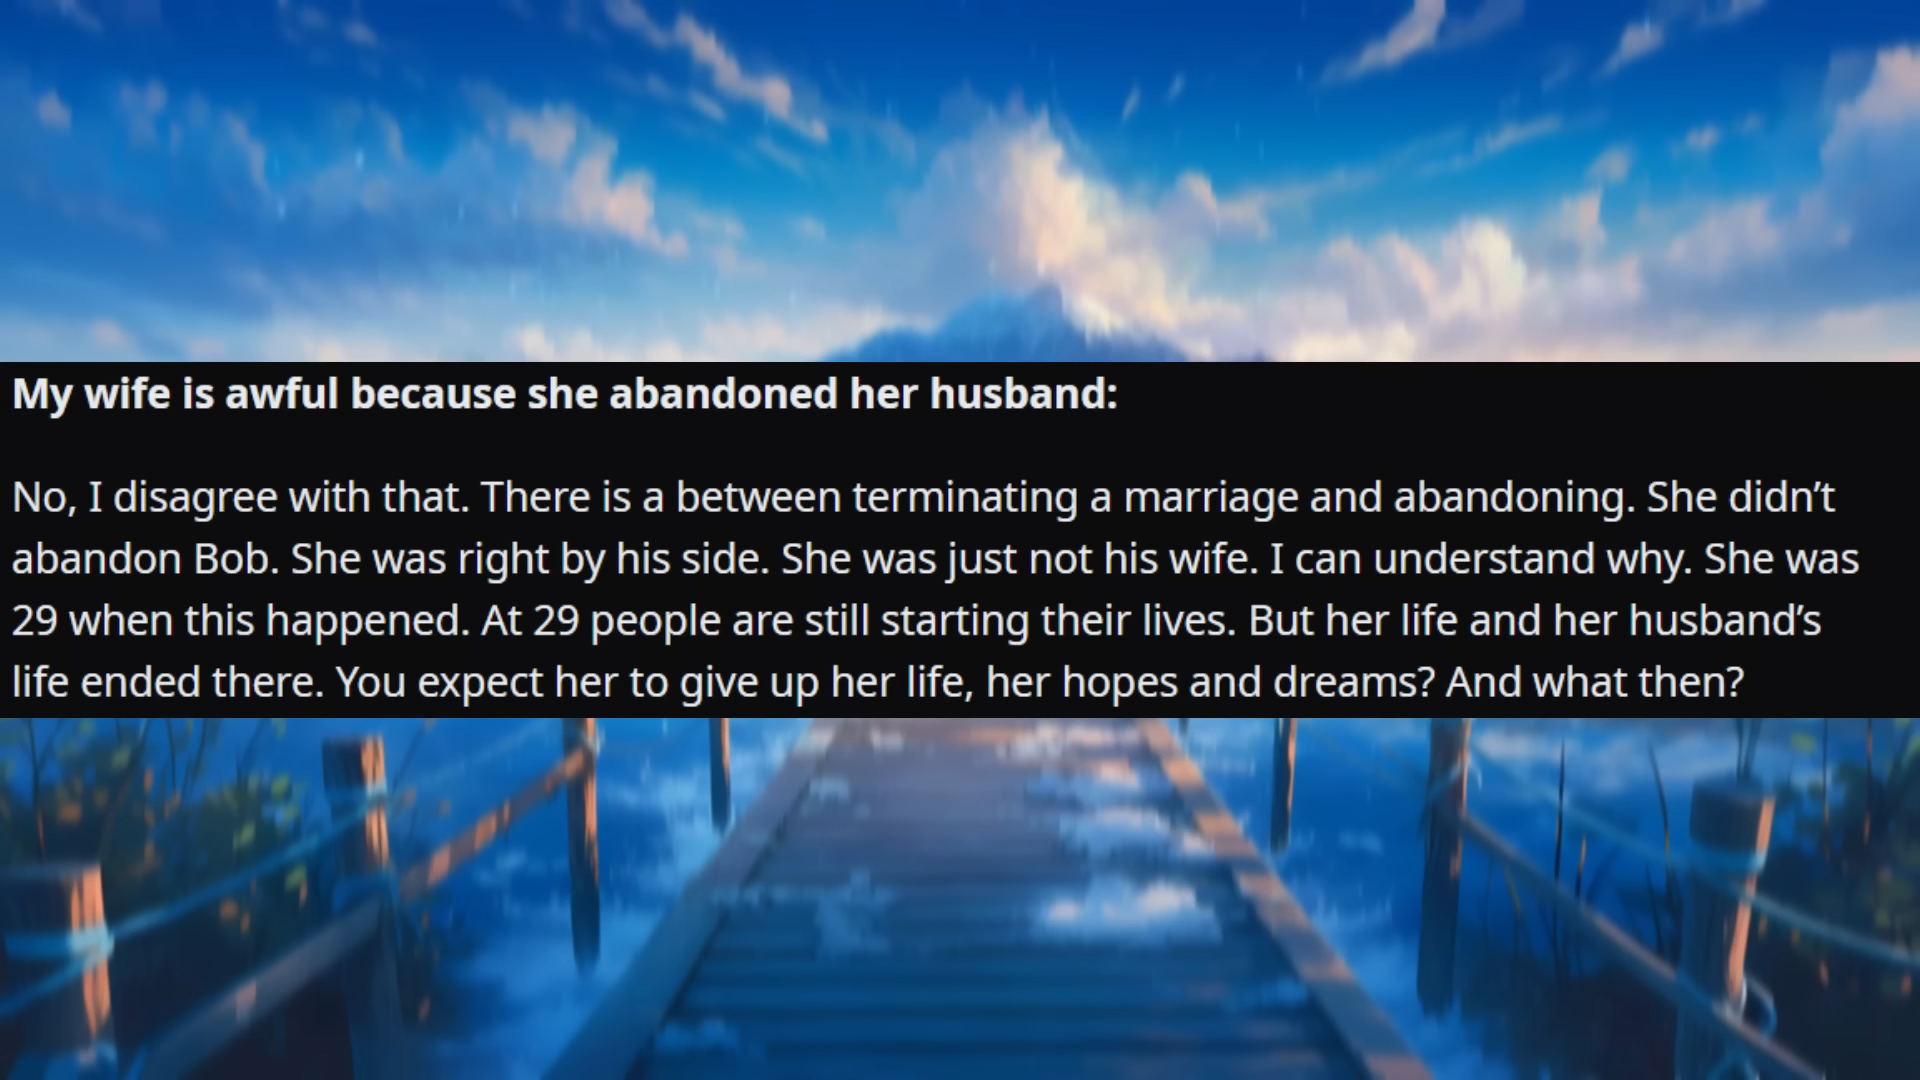 My wife is awful because she abandoned her husband:
No, I disagree with that. There is a between terminating a marriage and abandoning. She didn’t
abandon Bob. She was right by his side. She was just not his wife. I can understand why. She was
29 when this happened. At 29 people are still starting their lives. But her life and her husband’s
life ended there. You expect her to give up her life, her hopes and dreams? And what then?